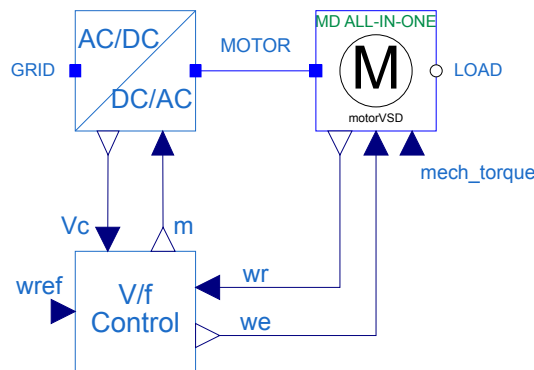 AC/DC
DC/AC
GRID
MOTOR
MD ALL-IN-ONE
M
motorVSD
LOAD
mech_torque
Vc
m
wref
V/f
Control
wr
we